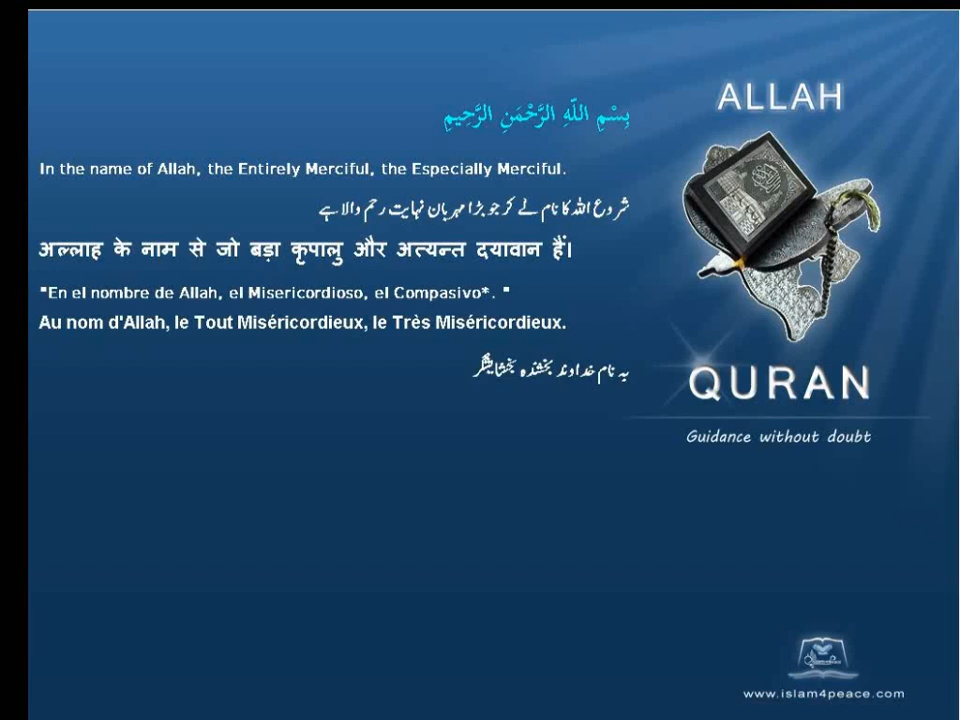 بِسْمِ اللّهِ الرَّحْمَنِ الرَّحِيمِ
In the name of Allah, the Entirely Merciful, the Especially Merciful.
شروع اللہ کا نام لے کر جو بڑا مہربان نہایت رحم والا ہے
अल्लाह के नाम से जो बड़ा कृपालु और अत्यन्त दयावान हैं।
"En el nombre de Allah, el Misericordioso, el Compasivo*. "
Au nom d'Allah, le Tout Miséricordieux, le Très Miséricordieux.
به نام خداوند بخشنده بخشایشگر
ALLAH
QURAN
Guidance without doubt
www.islam4peace.com